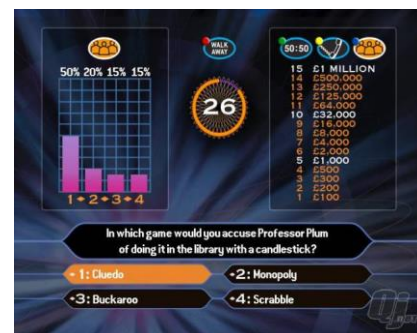 WALK
AWAY
50:50
50% 20% 15% 15%
26
1 2 3 4
15 £1 MILLION
14 £500,000
13 £250,000
12 £125,000
11 £64,000
10 £32,000
9 £16,000
8 £8,000
7 £4,000
6 £2,000
5 £1,000
4 £500
3 £300
2 £200
1 £100
In which game would you accuse Professor Plum
of doing it in the library with a candlestick?
1: Cluedo
2: Monopoly
3: Buckaroo
4: Scrabble